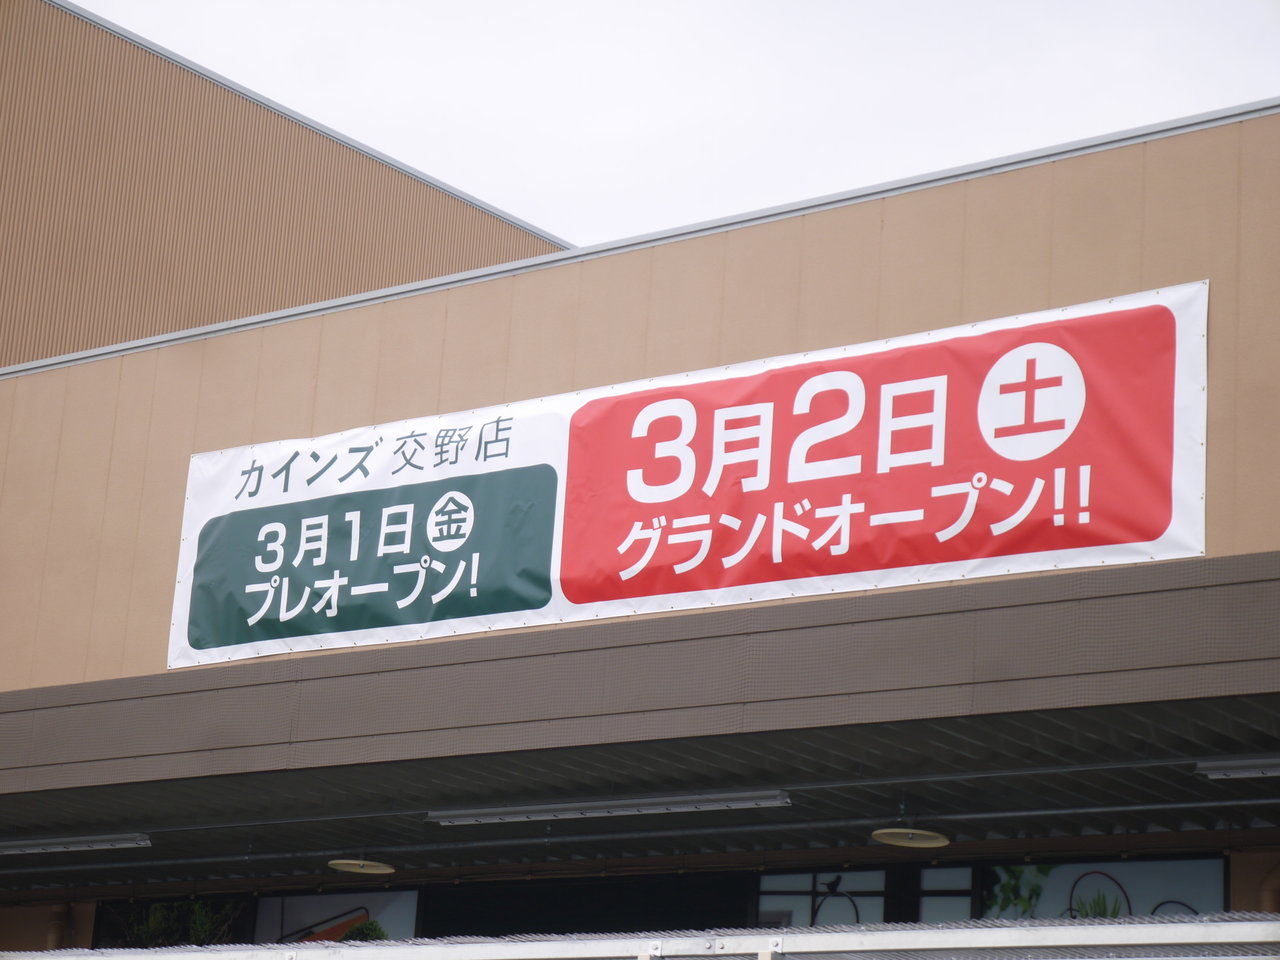 カインズ 交野店
3月1日㊎
プレオープン!
3月2日㊏
グランドオープン!!